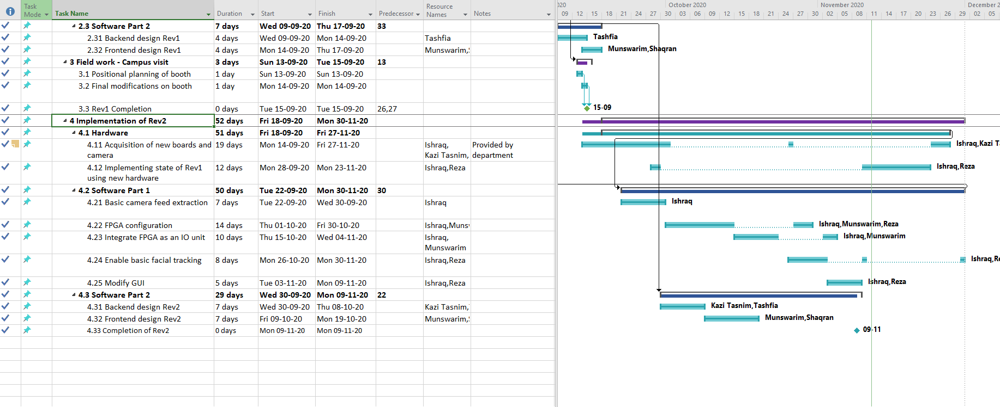 Task Mode Task Name Duration Start Finish Predecessor Resource Names Notes
2.3 Software Part 2 7 days Wed 09-09-20 Thu 17-09-20 33
2.31 Backend design Rev1 4 days Wed 09-09-20 Mon 14-09-20 Tashfia
2.32 Frontend design Rev1 4 days Mon 14-09-20 Thu 17-09-20 Munswarim,
3 Field work - Campus visit 3 days Sun 13-09-20 Tue 15-09-20 13
3.1 Positional planning of booth 1 day Sun 13-09-20 Sun 13-09-20
3.2 Final modifications on booth 1 day Mon 14-09-20 Mon 14-09-20
3.3 Rev1 Completion 0 days Tue 15-09-20 Tue 15-09-20 26,27
4 Implementation of Rev2 52 days Fri 18-09-20 Mon 30-11-20
4.1 Hardware 51 days Fri 18-09-20 Fri 27-11-20
4.11 Acquisition of new boards and camera 19 days Mon 14-09-20 Fri 27-11-20 Ishraq, Kazi Tasnim, Provided by department
4.12 Implementing state of Rev1 using new hardware 12 days Mon 28-09-20 Mon 23-11-20 Ishraq,Reza
4.2 Software Part 1 50 days Tue 22-09-20 Mon 30-11-20 30
4.21 Basic camera feed extraction 7 days Tue 22-09-20 Wed 30-09-20 Ishraq
4.22 FPGA configuration 14 days Thu 01-10-20 Fri 30-10-20 Ishraq,Muns
4.23 Integrate FPGA as an IO unit 10 days Thu 15-10-20 Wed 04-11-20 Ishraq, Munswarim
4.24 Enable basic facial tracking 8 days Mon 26-10-20 Mon 30-11-20 Ishraq,Reza
4.25 Modify GUI 5 days Tue 03-11-20 Mon 09-11-20 Ishraq,Reza
4.3 Software Part 2 29 days Wed 30-09-20 Mon 09-11-20 22
4.31 Backend design Rev2 7 days Wed 30-09-20 Thu 08-10-20 Kazi Tasnim,
4.32 Frontend design Rev2 7 days Fri 09-10-20 Mon 19-10-20 Munswarim,
4.33 Completion of Rev2 0 days Mon 09-11-20 Mon 09-11-20
020 October 2020 November 2020 December 2
09 12 15 18 21 24 27 30 03 06 09 12 15 18 21 24 27 30 02 05 08 11 14 17 20 23 26 29 02 05
Tashfia
Munswarim,Shaqran
15-09
Ishraq,Kazi T
Ishraq,Reza
Ishraq
Ishraq,Munswarim,Reza
Ishraq,Munswarim
Ishraq,Re
Ishraq,Reza
Kazi Tasnim,Tashfia
Munswarim,Shaqran
09-11